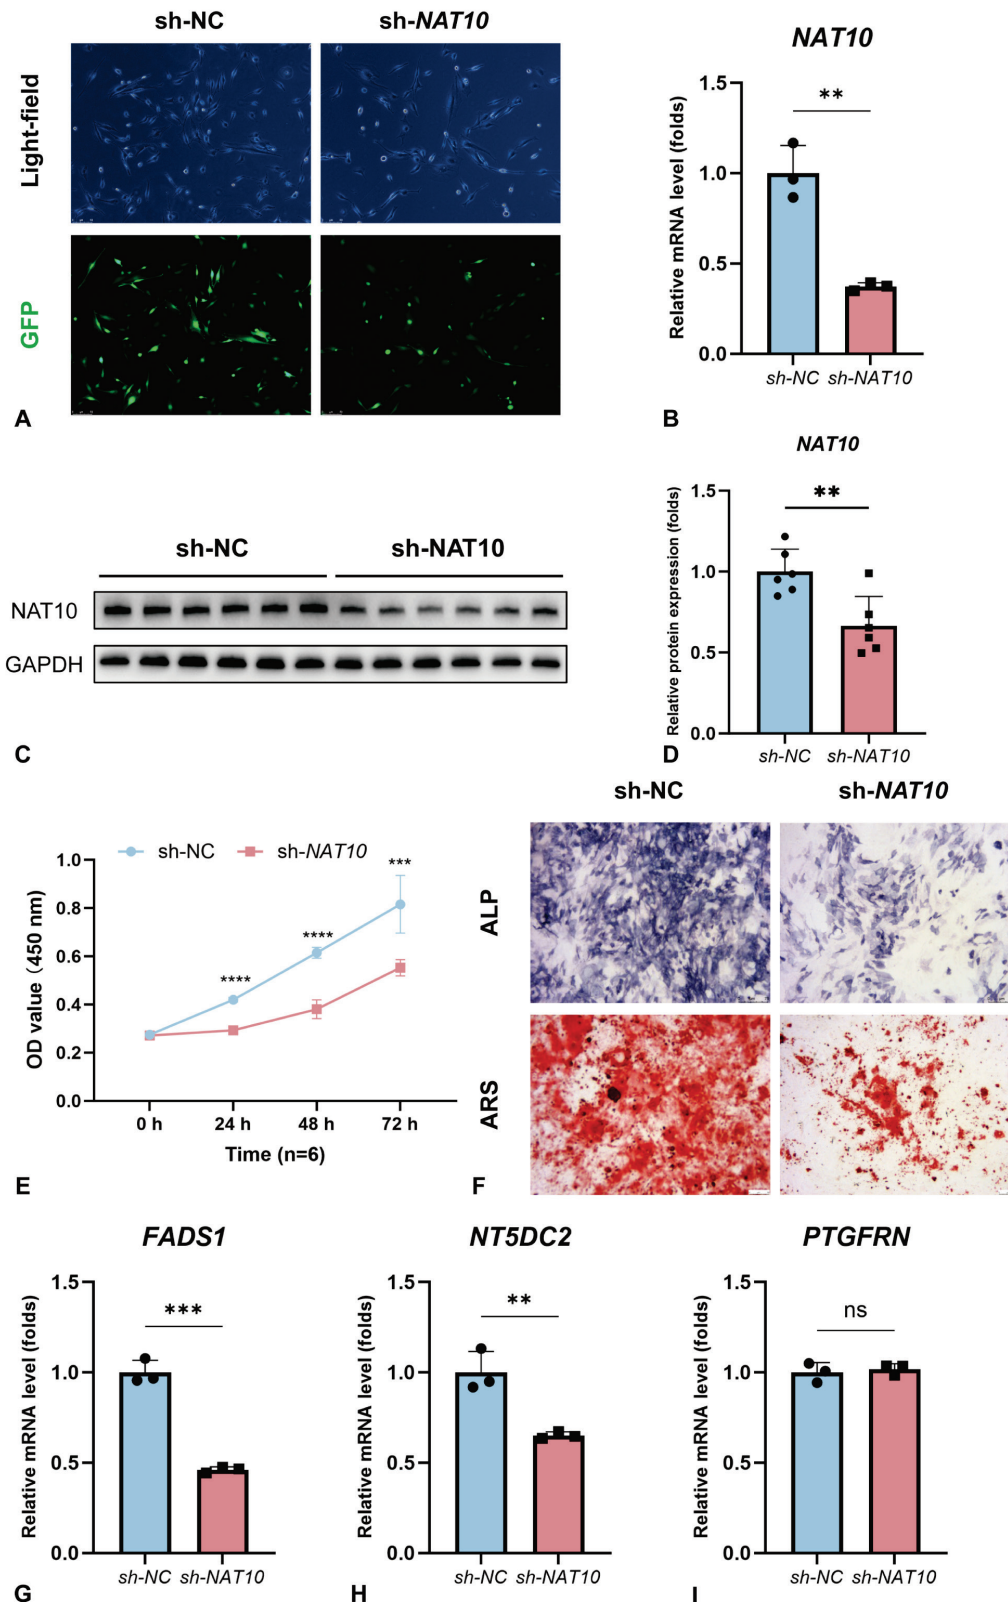 sh-NC
sh-NAT10
Light-field
GFP
A
NAT10
Relative mRNA level (folds)
1.5
1.0
0.5
0.0
**
sh-NC sh-NAT10
B
sh-NC
sh-NAT10
NAT10
GAPDH
C
NAT10
Relative protein expression (folds)
1.5
1.0
0.5
0.0
**
sh-NC sh-NAT10
D
sh-NC
sh-NAT10
OD value (450 nm)
1.0
0.8
0.6
0.4
0.2
0.0
****
****
***
0 h 24 h 48 h 72 h
Time (n=6)
E
sh-NC
sh-NAT10
ALP
ARS
F
FADS1
Relative mRNA level (folds)
1.5
1.0
0.5
0.0
***
sh-NC sh-NAT10
G
NT5DC2
Relative mRNA level (folds)
1.5
1.0
0.5
0.0
**
sh-NC sh-NAT10
H
PTGFRN
Relative mRNA level (folds)
1.5
1.0
0.5
0.0
ns
sh-NC sh-NAT10
I